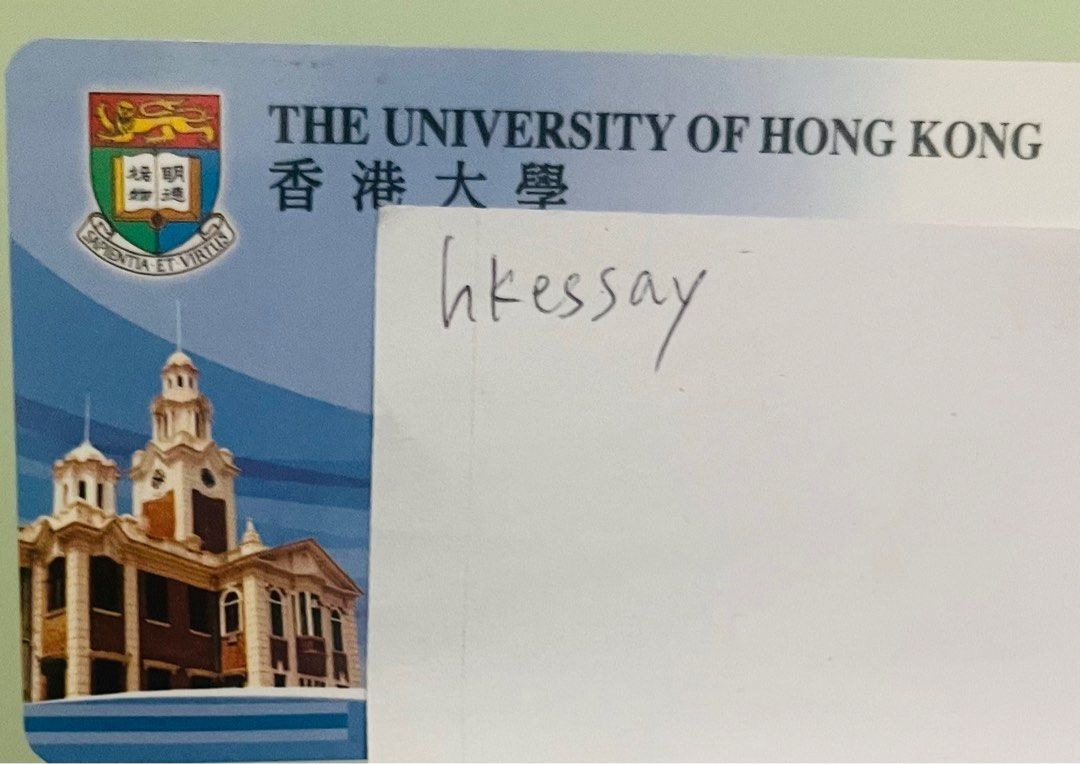 THE UNIVERSITY OF HONG KONG
香港大學
明德
格物
SAPIENTIA·ET·VIRTUS
hkessay